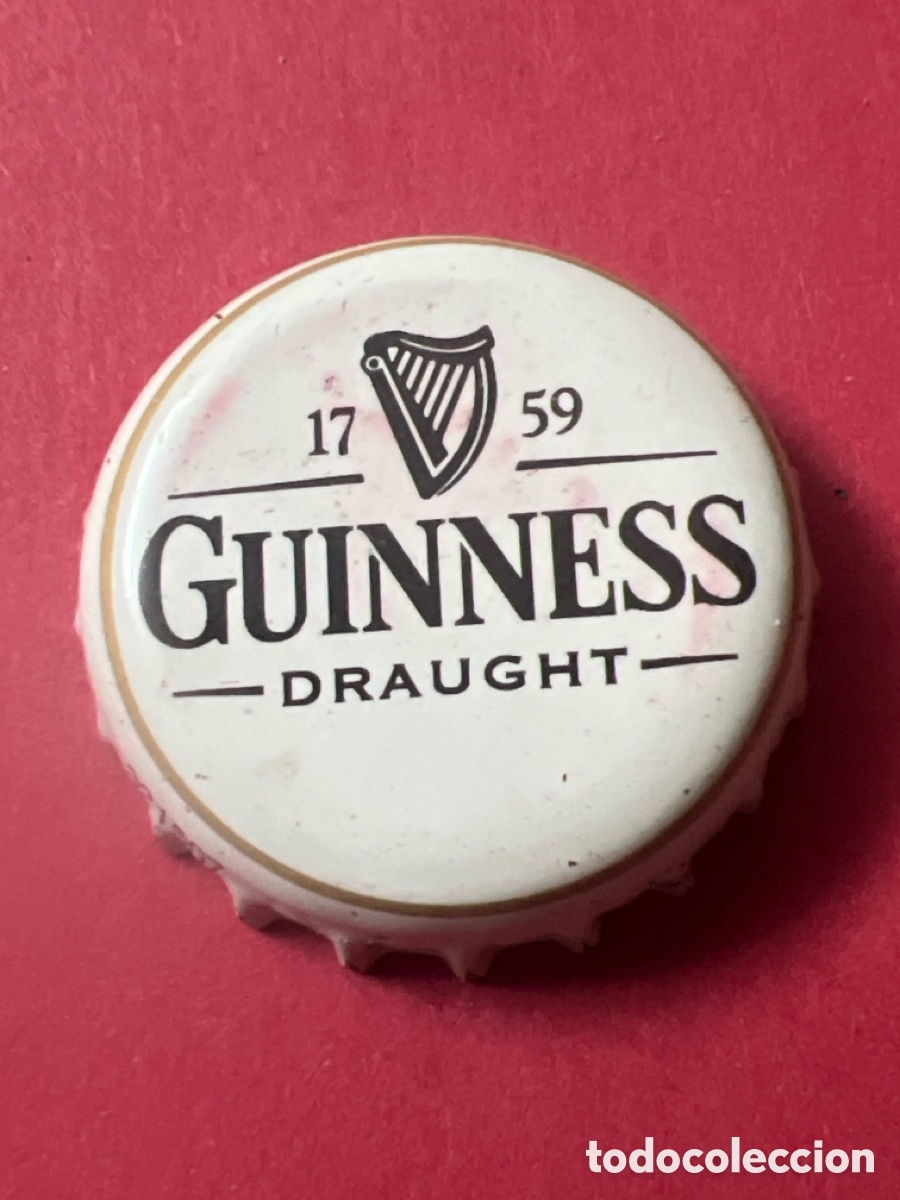 17 59
GUINNESS
DRAUGHT
todocoleccion